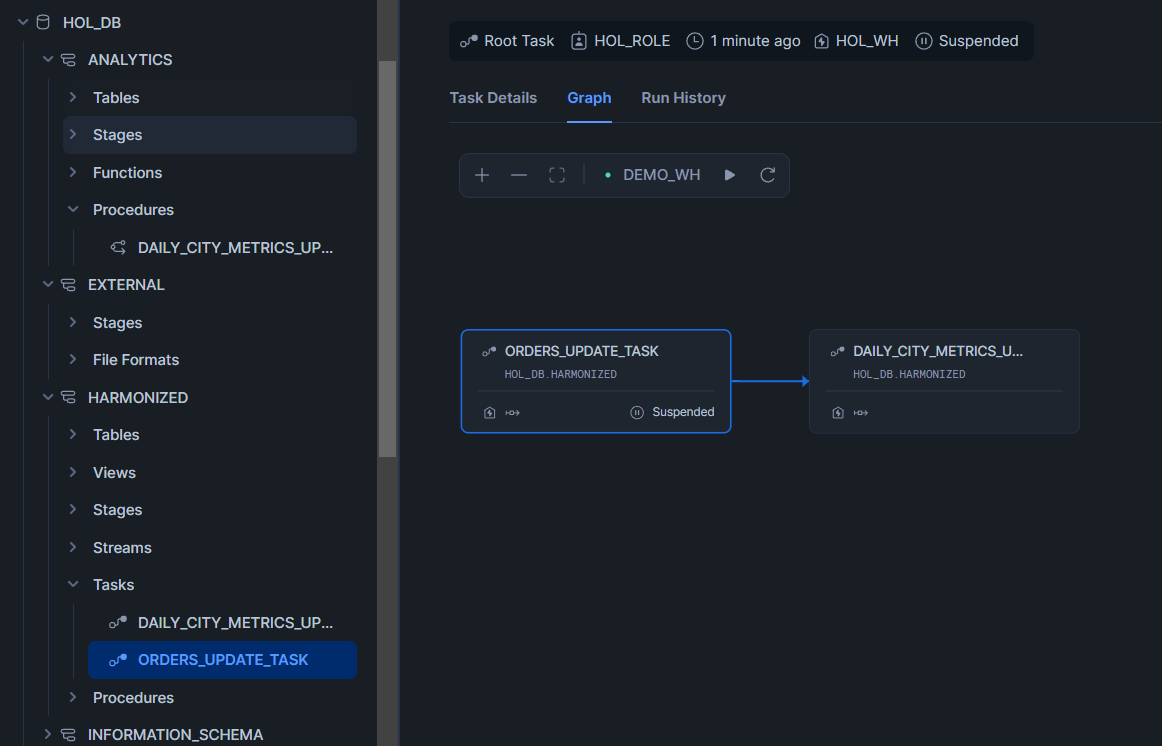 HOL_DB
ANALYTICS
Tables
Stages
Functions
Procedures
DAILY_CITY_METRICS_UP...
EXTERNAL
Stages
File Formats
HARMONIZED
Tables
Views
Stages
Streams
Tasks
DAILY_CITY_METRICS_UP...
ORDERS_UPDATE_TASK
Procedures
INFORMATION_SCHEMA
Root Task HOL_ROLE 1 minute ago HOL_WH Suspended
Task Details Graph Run History
DEMO_WH
ORDERS_UPDATE_TASK
HOL_DB.HARMONIZED
Suspended
DAILY_CITY_METRICS_U...
HOL_DB.HARMONIZED